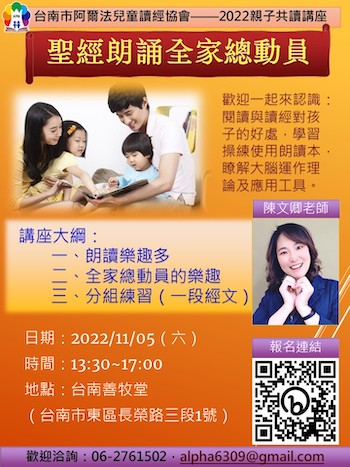 台南市阿爾法兒童讀經協會——2022親子共讀講座
聖經朗誦全家總動員
歡迎一起來認識：
閱讀與讀經對孩
子的好處，學習
操練使用朗讀本，
瞭解大腦運作理
論及應用工具。
陳文卿老師
講座大綱：
一、朗讀樂趣多
二、全家總動員的樂趣
三、分組練習（一段經文）
日期：2022/11/05（六）
時間：13:30~17:00
地點：台南善牧堂
（台南市東區長榮路三段1號）
報名連結
歡迎洽詢：06-2761502，alpha6309@gmail.com